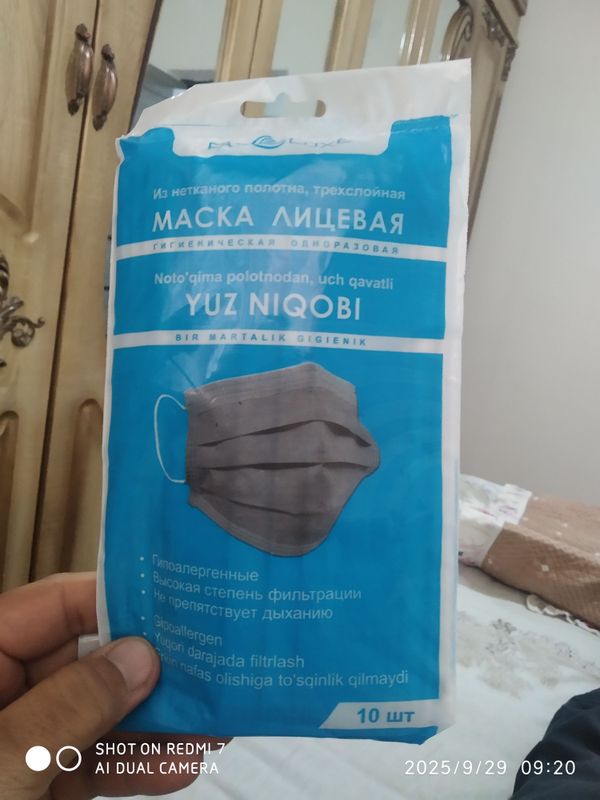 Из нетканого полотна, трехслойная
МАСКА ЛИЦЕВАЯ
ГИГИЕНИЧЕСКАЯ ОДНОРАЗОВАЯ
Noto'qima polotnodan, uch qavatli
YUZ NIQOBI
BIR MARTALIK GIGIENIK
• Гипоалергенные
• Высокая степень фильтрации
• Не препятствует дыханию
• Gipoallergen
• Yuqori darajada filtrlash
nafas olishiga to'sqinlik qilmaydi
10 шт
SHOT ON REDMI 7
AI DUAL CAMERA
2025/9/29 09:20